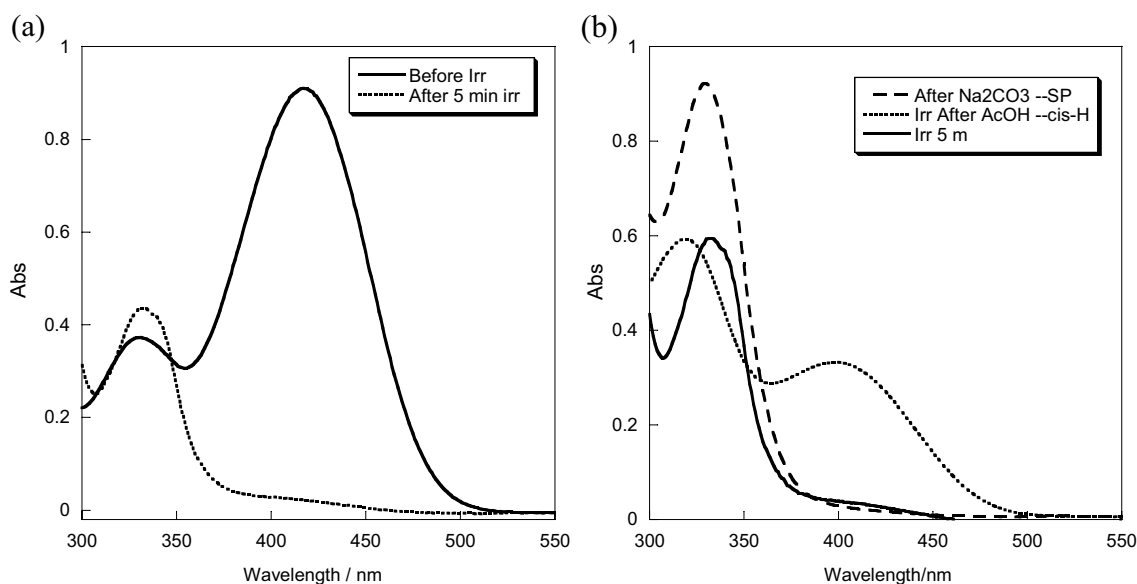 (a)
1
0.8
0.6
0.4
0.2
0
Abs
300 350 400 450 500 550
Wavelength / nm
Before Irr
After 5 min irr
(b)
1
0.8
0.6
0.4
0.2
0
Abs
300 350 400 450 500 550
Wavelength/nm
After Na2CO3 --SP
Irr After AcOH --cis-H
Irr 5 m